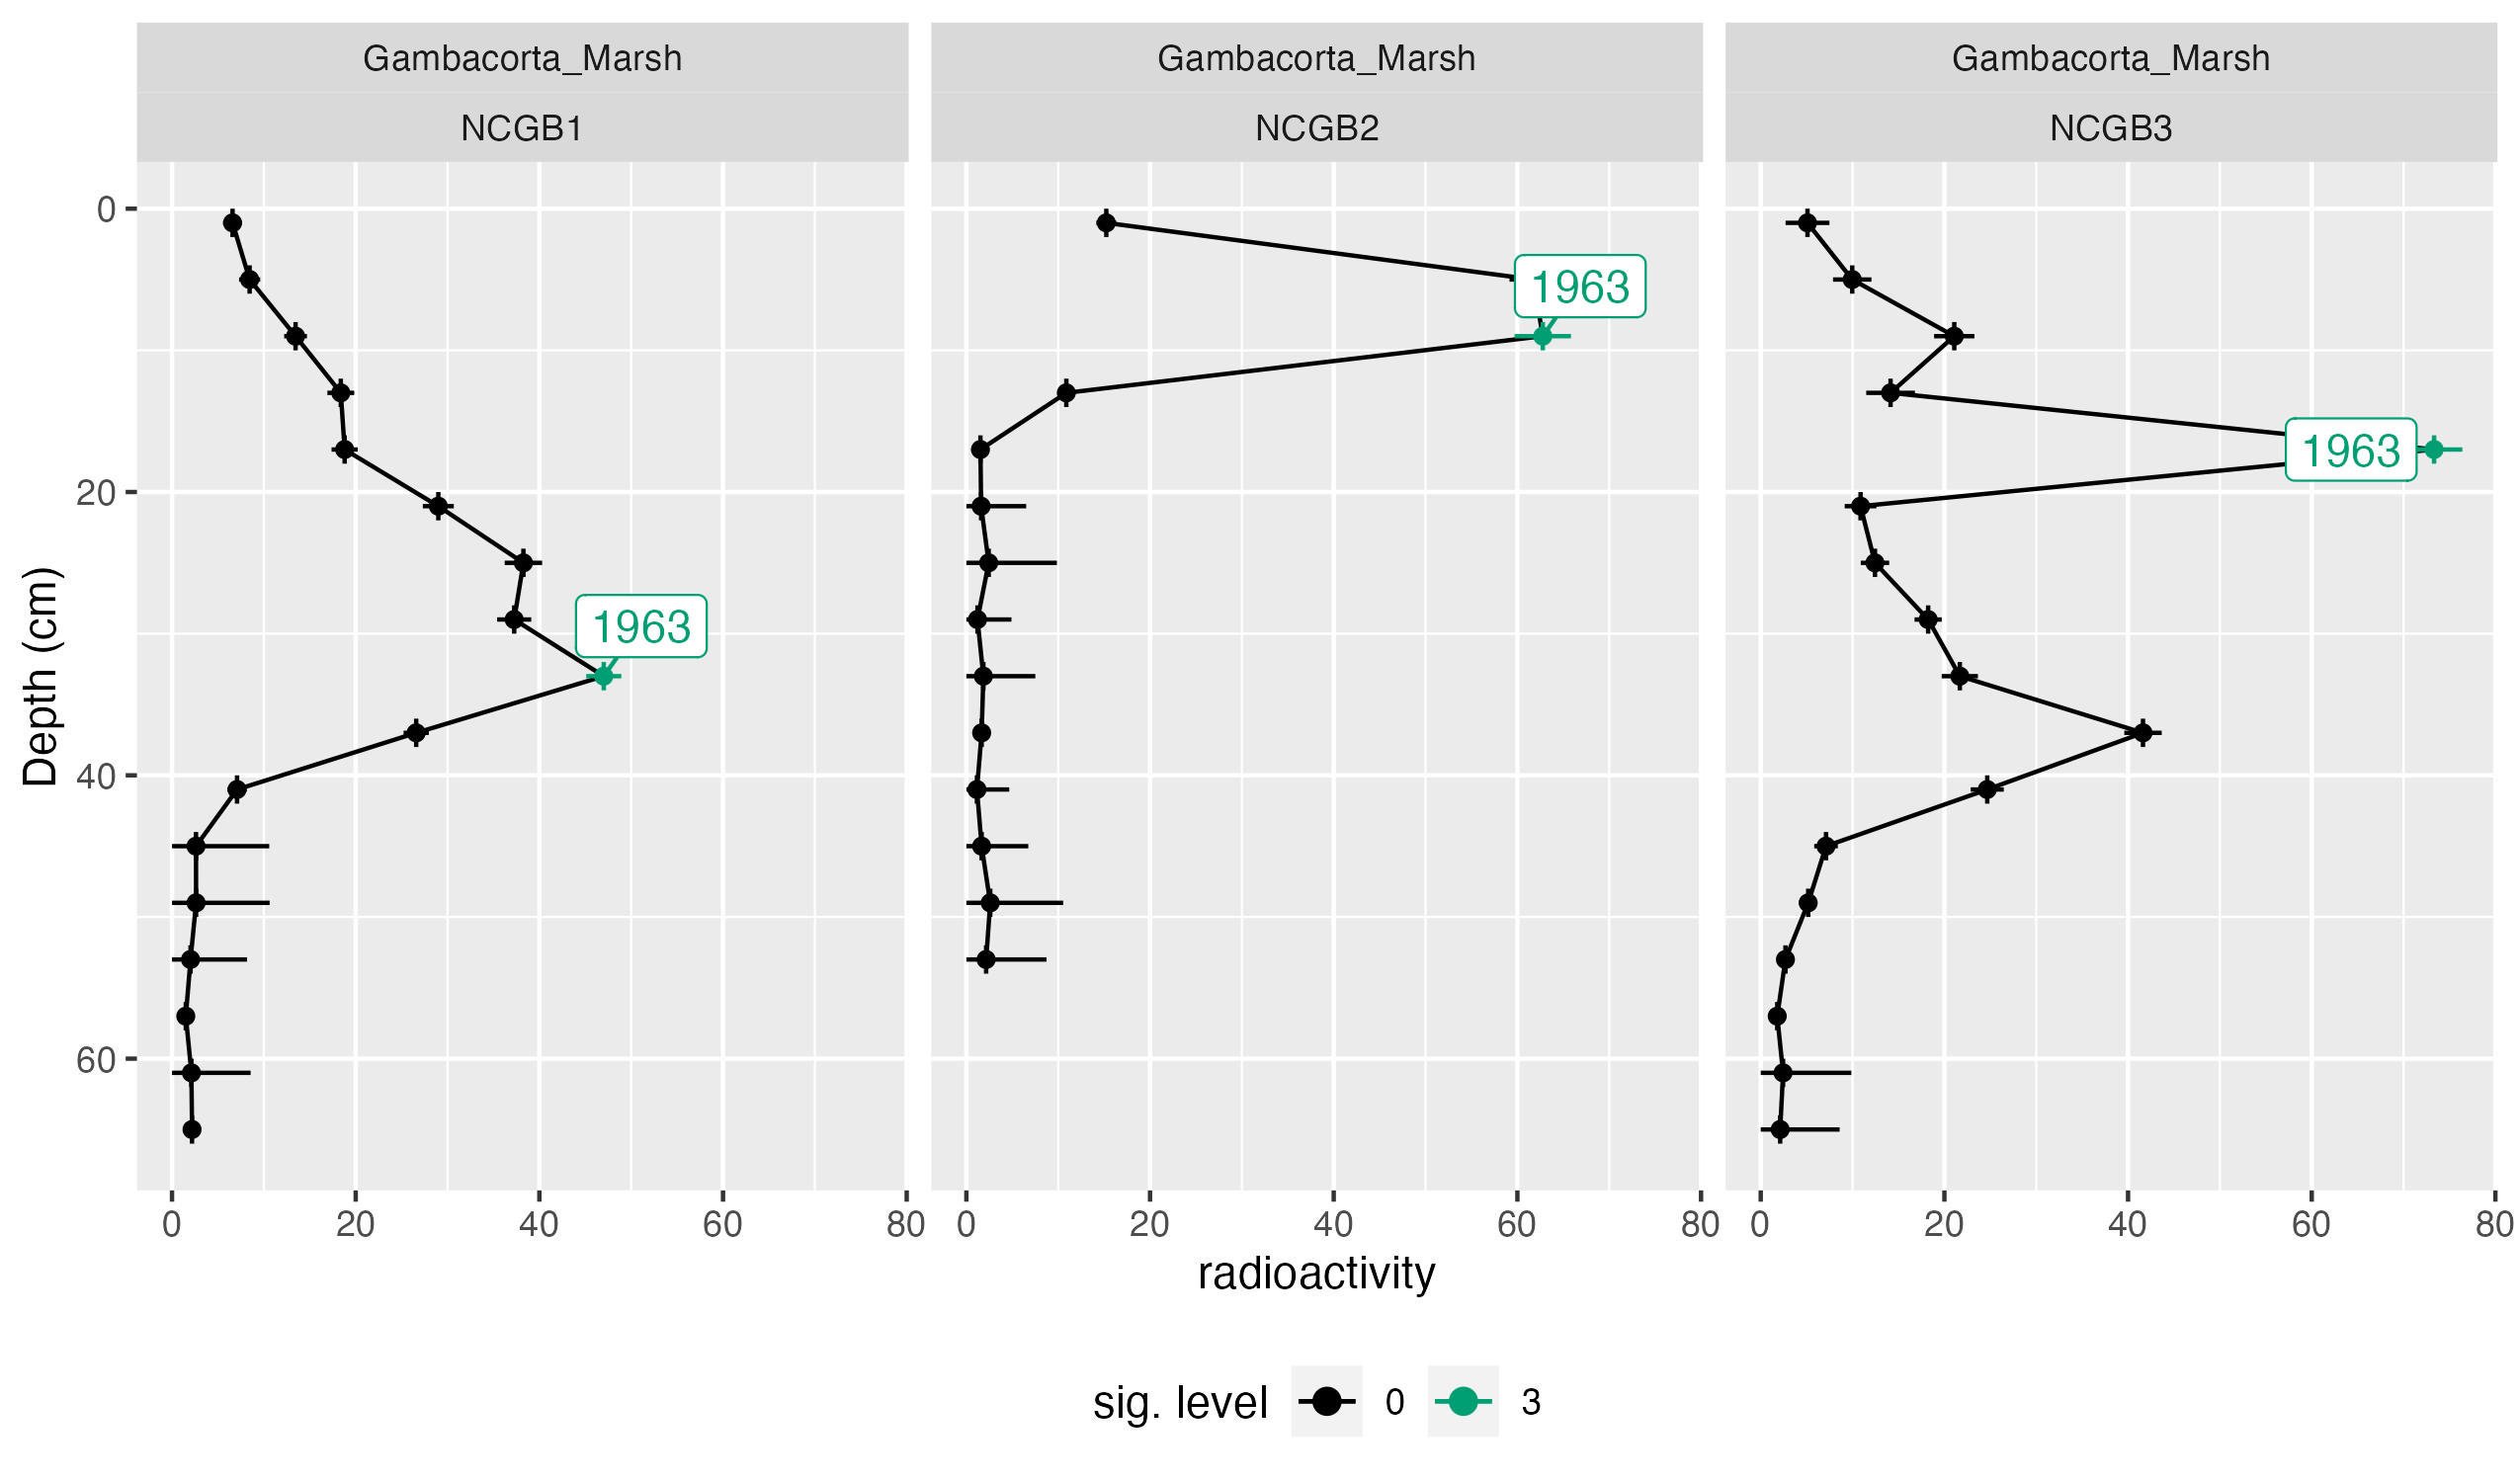 Gambacorta_Marsh Gambacorta_Marsh Gambacorta_Marsh
NCGB1 NCGB2 NCGB3
0
1963
1963
20
1963
Depth (cm)
40
60
0 20 40 60 80 0 20 40 60 80 0 20 40 60 80
radioactivity
sig. level 0 3